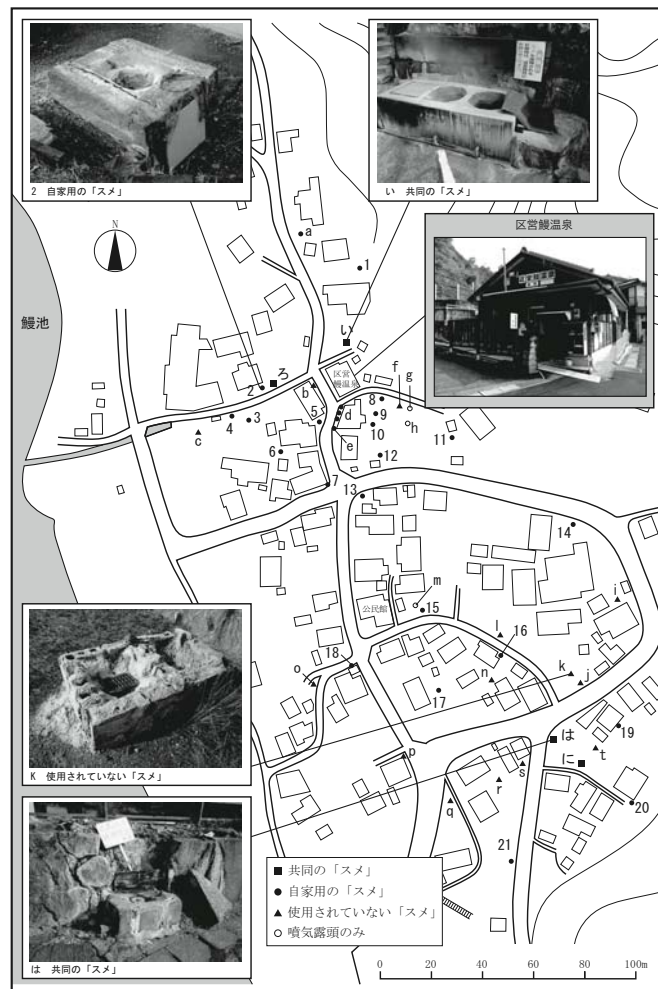 2 自家用の「スメ」
い 共同の「スメ」
区営鰻温泉
N
鰻池
a
1
い
2
ろ
b
区営
鰻温泉
f
g
8
d
9
h
10
c
4
3
5
e
6
12
11
7
13
14
m
公民館
15
i
l
16
18
o
n
k
j
17
K 使用されていない「スメ」
は
に
19
t
p
s
r
q
20
21
は 共同の「スメ」
■ 共同の「スメ」
● 自家用の「スメ」
▲ 使用されていない「スメ」
○ 噴気露頭のみ
0 20 40 60 80 100m